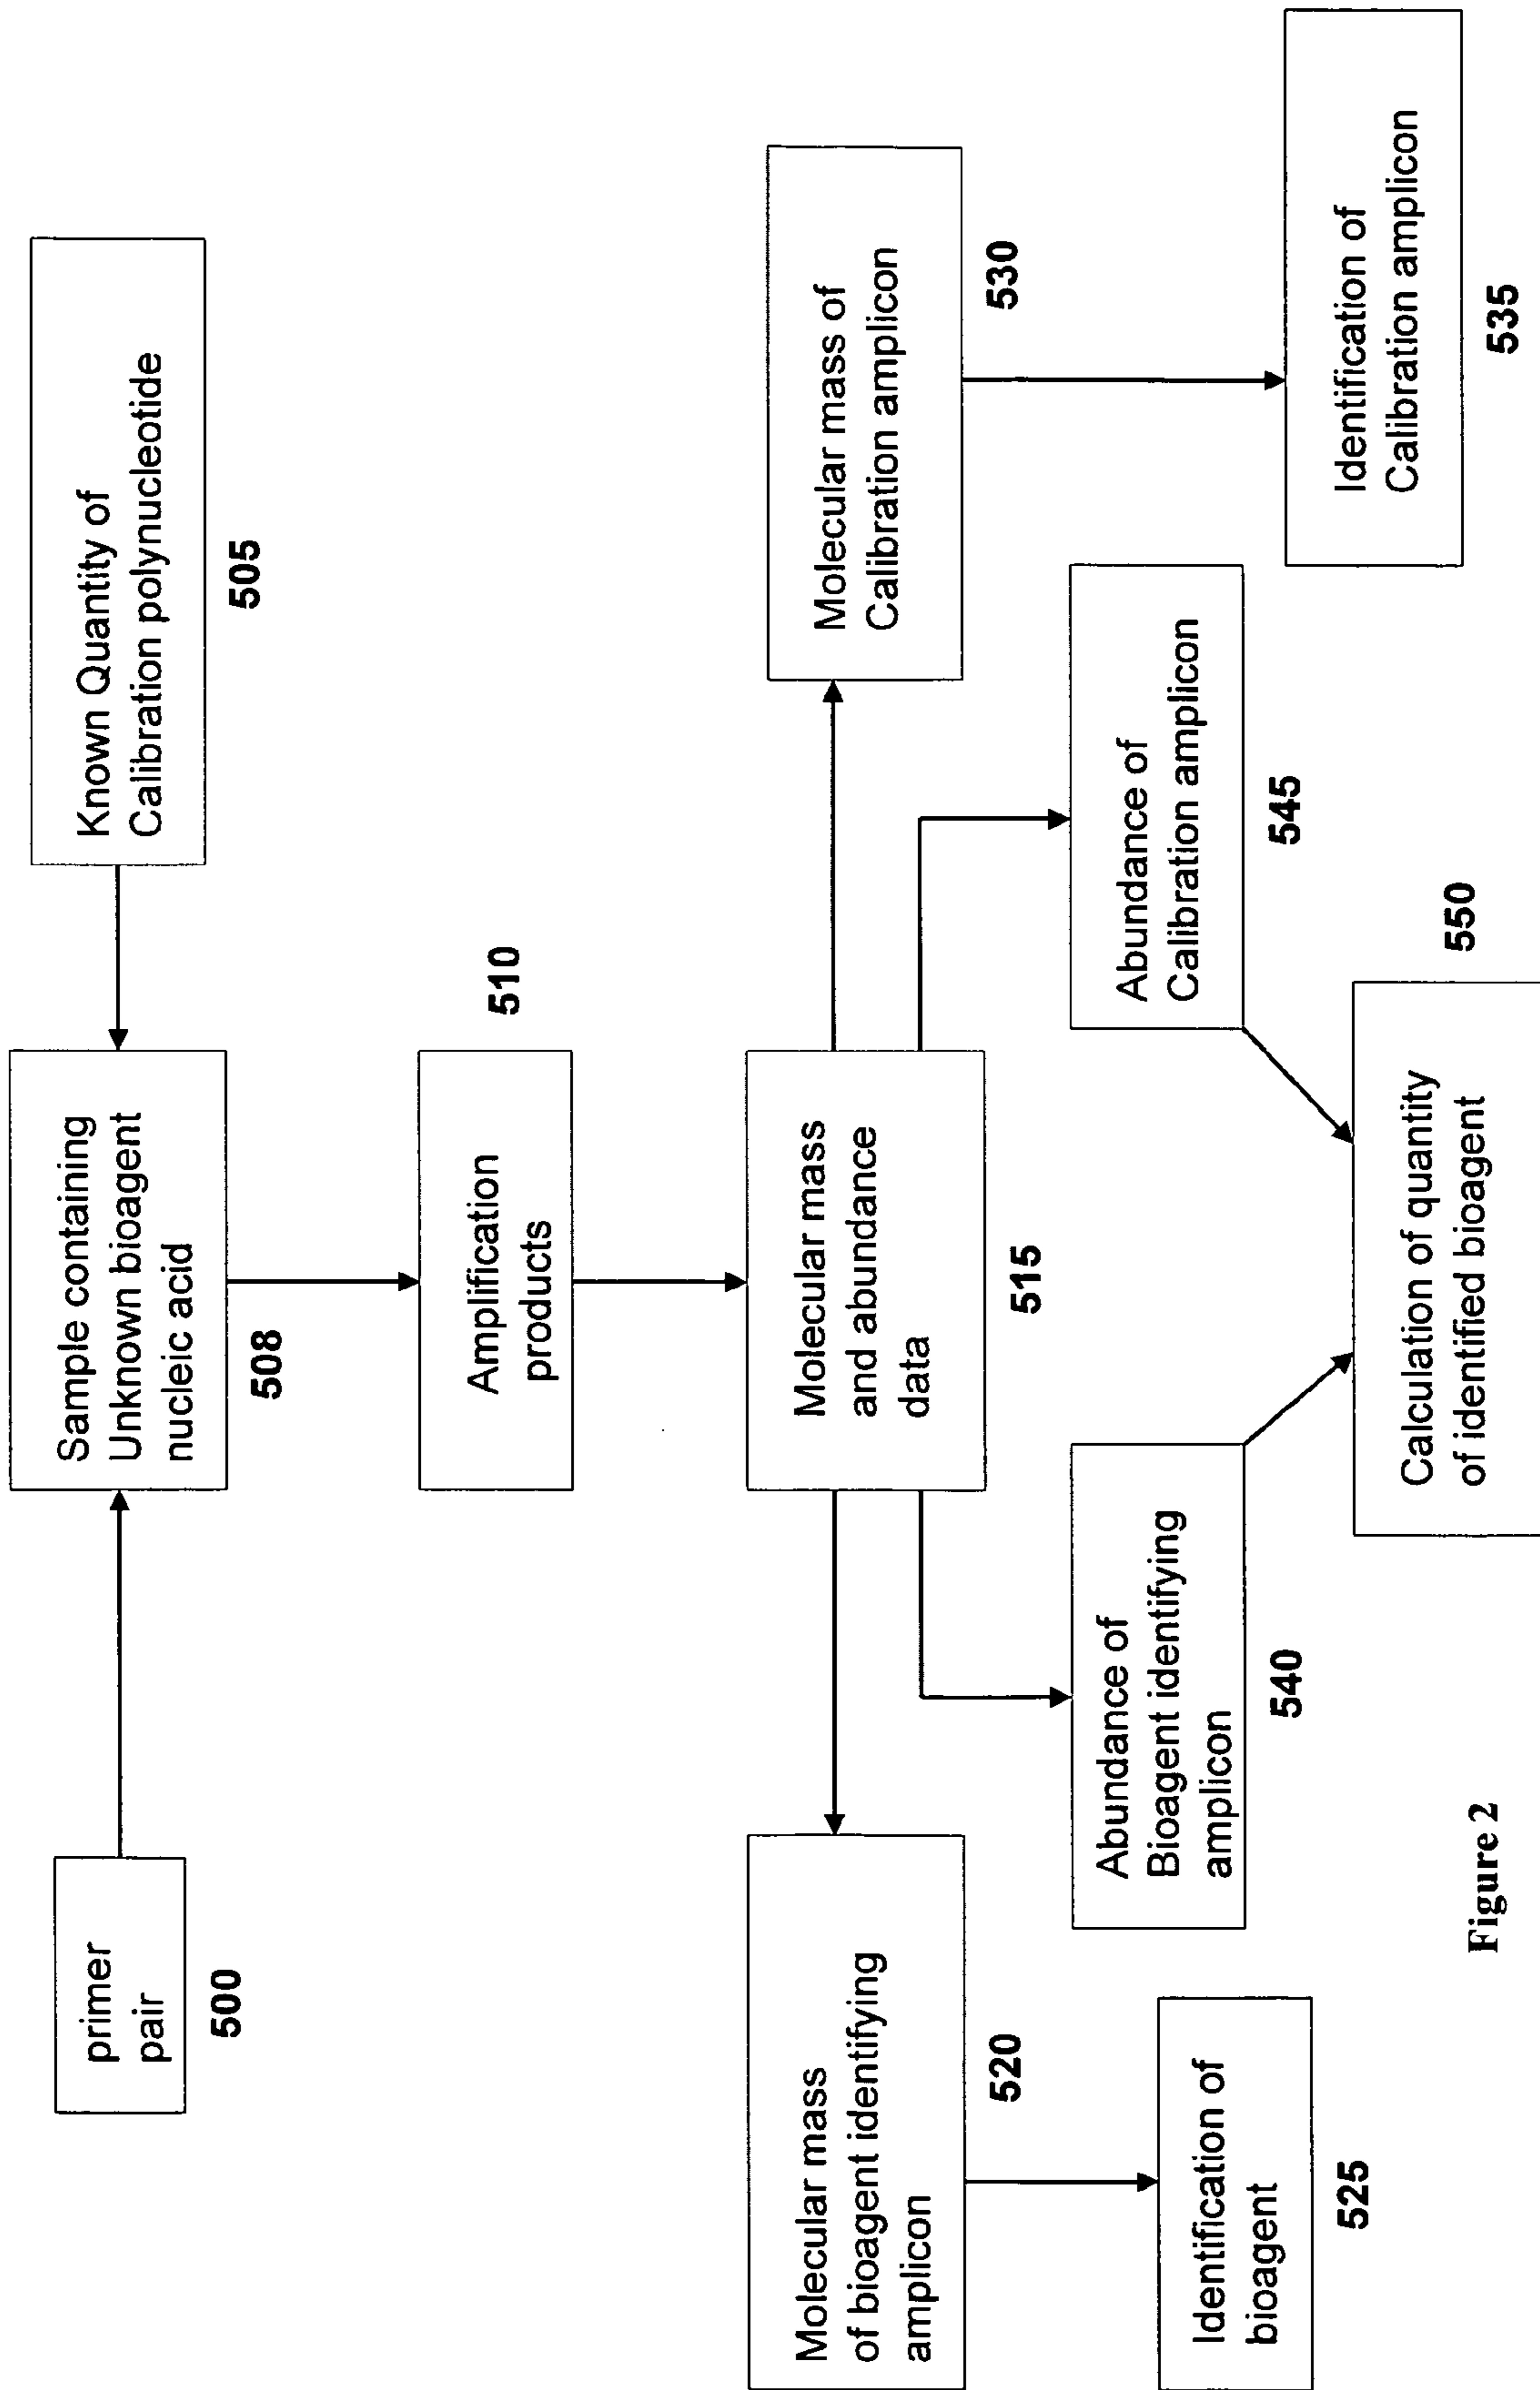 primer
pair
500
Sample containing
Unknown bioagent
nucleic acid
508
Known Quantity of
Calibration polynucleotide
505
Amplification
products
510
Molecular mass
and abundance
data
515
Molecular mass
of bioagent identifying
amplicon
520
Identification of
bioagent
525
Abundance of
Bioagent identifying
amplicon
540
Abundance of
Calibration amplicon
545
Molecular mass of
Calibration amplicon
530
Identification of
Calibration amplicon
535
Calculation of quantity
of identified bioagent
550
Figure 2